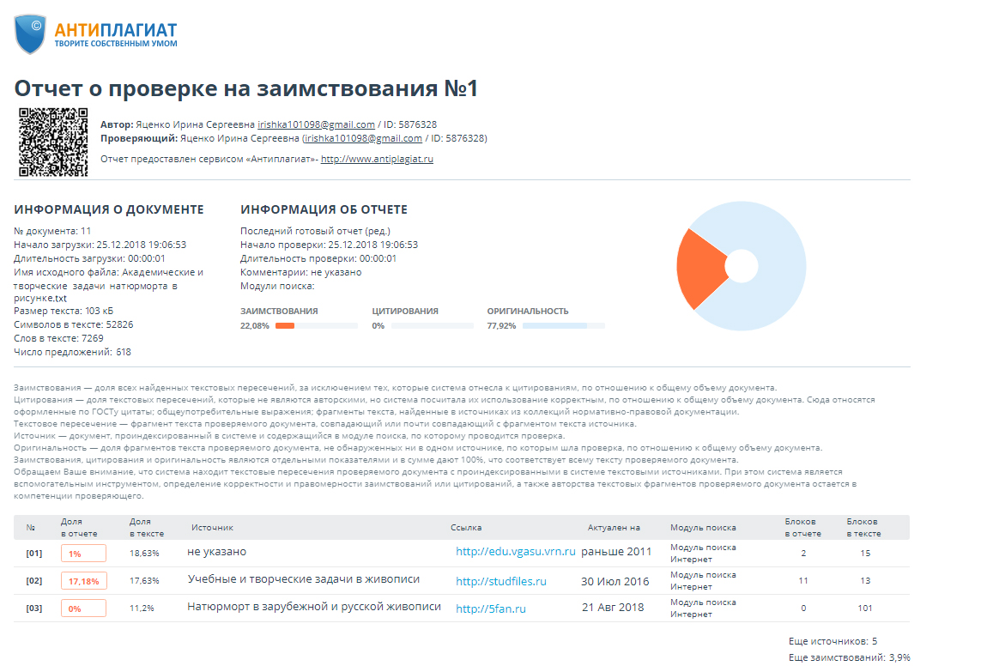 ©
АНТИПЛАГИАТ
ТВОРИТЕ СОБСТВЕННЫМ УМОМ
Отчет о проверке на заимствования №1
Автор: Яценко Ирина Сергеевна irishka101098@gmail.com / ID: 5876328
Проверяющий: Яценко Ирина Сергеевна (irishka101098@gmail.com / ID: 5876328)
Отчет предоставлен сервисом «Антиплагиат»- http://www.antiplagiat.ru
ИНФОРМАЦИЯ О ДОКУМЕНТЕ
№ документа: 11
Начало загрузки: 25.12.2018 19:06:53
Длительность загрузки: 00:00:01
Имя исходного файла: Академические и
творческие задачи натюрморта в
рисунке.txt
Размер текста: 103 кБ
Символов в тексте: 52826
Слов в тексте: 7269
Число предложений: 618
ИНФОРМАЦИЯ ОБ ОТЧЕТЕ
Последний готовый отчет (ред.)
Начало проверки: 25.12.2018 19:06:53
Длительность проверки: 00:00:01
Комментарии: не указано
Модули поиска:
ЗАИМСТВОВАНИЯ ЦИТИРОВАНИЯ ОРИГИНАЛЬНОСТЬ
22,08% 0% 77,92%
Заимствования — доля всех найденных текстовых пересечений, за исключением тех, которые система отнесла к цитированиям, по отношению к общему объему документа.
Цитирования — доля текстовых пересечений, которые не являются авторскими, но система посчитала их использование корректным, по отношению к общему объему документа. Сюда относятся
оформленные по ГОСТу цитаты; общеупотребительные выражения; фрагменты текста, найденные в источниках из коллекций нормативно-правовой документации.
Текстовое пересечение — фрагмент текста проверяемого документа, совпадающий или почти совпадающий с фрагментом текста источника.
Источник — документ, проиндексированный в системе и содержащийся в модуле поиска, по которому проводится проверка.
Оригинальность — доля фрагментов текста проверяемого документа, не обнаруженных ни в одном источнике, по которым шла проверка, по отношению к общему объему документа.
Заимствования, цитирования и оригинальность являются отдельными показателями и в сумме дают 100%, что соответствует всему тексту проверяемого документа.
Обращаем Ваше внимание, что система находит текстовые пересечения проверяемого документа с проиндексированными в системе текстовыми источниками. При этом система является
вспомогательным инструментом, определение корректности и правомерности заимствований или цитирований, а также авторства текстовых фрагментов проверяемого документа остается в
компетенции проверяющего.
№ Доля в отчете Доля в тексте Источник Ссылка Актуален на Модуль поиска Блоков в отчете Блоков в тексте
[01] 1% 18,63% не указано http://edu.vgasu.vrn.ru раньше 2011 Модуль поиска Интернет 2 15
[02] 17,18% 17,63% Учебные и творческие задачи в живописи http://studfiles.ru 30 Июл 2016 Модуль поиска Интернет 11 13
[03] 0% 11,2% Натюрморт в зарубежной и русской живописи http://5fan.ru 21 Авг 2018 Модуль поиска Интернет 0 101
Еще источников: 5
Еще заимствований: 3,9%